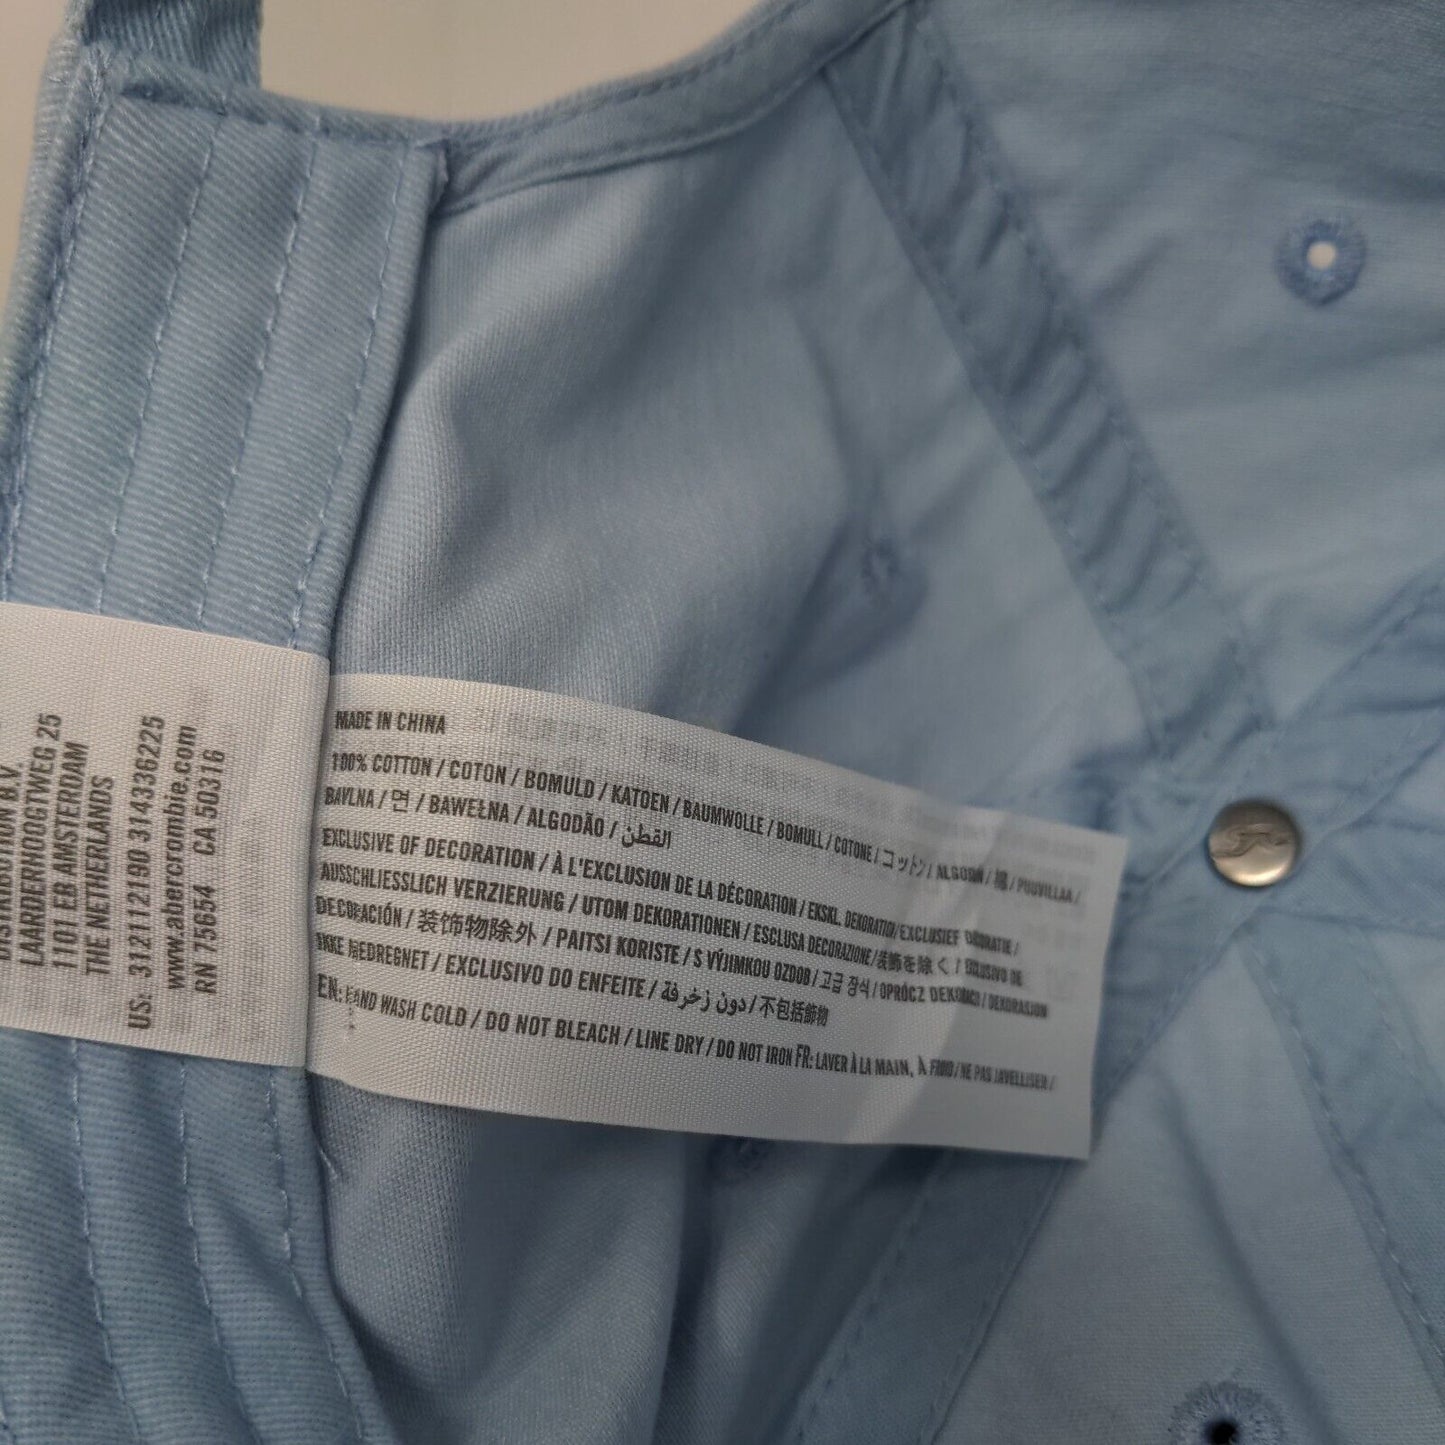 LAARDERHOOGTWEG 25
1101 EB AMSTERDAM
THE NETHERLANDS
US: 3121112190 314336225
www.abercrombie.com
RN 75654 CA 50316
MADE IN CHINA
100% COTTON / COTON / BOMULD / KATOEN / BAUMWOLLE / BOMULL / COTONE / コットン / ALGODÓN / 棉 / PUUVILLAA /
BAVLNA / 면 / BAWEŁNA / ALGODÃO / القطن
EXCLUSIVE OF DECORATION / À L'EXCLUSION DE LA DÉCORATION / EKSKL. DEKORATION / EXCLUSIEF DECORATIE /
AUSSCHLIESSLICH VERZIERUNG / UTOM DEKORATIONEN / ESCLUSA DECORAZIONE / 装飾を除く / EXCLUSIVO DE
DECORACIÓN / 装饰物除外 / PAITSI KORISTE / S VÝJIMKOU OZDOB / 고급 장식 / OPRÓCZ DEKORACJI / DEKORASJON
IKKE MEDREGNET / EXCLUSIVO DO ENFEITE / دون زخرفة / 不包括飾物
EN: HAND WASH COLD / DO NOT BLEACH / LINE DRY / DO NOT IRON FR: LAVER À LA MAIN, À FROID / NE PAS JAVELLISER /